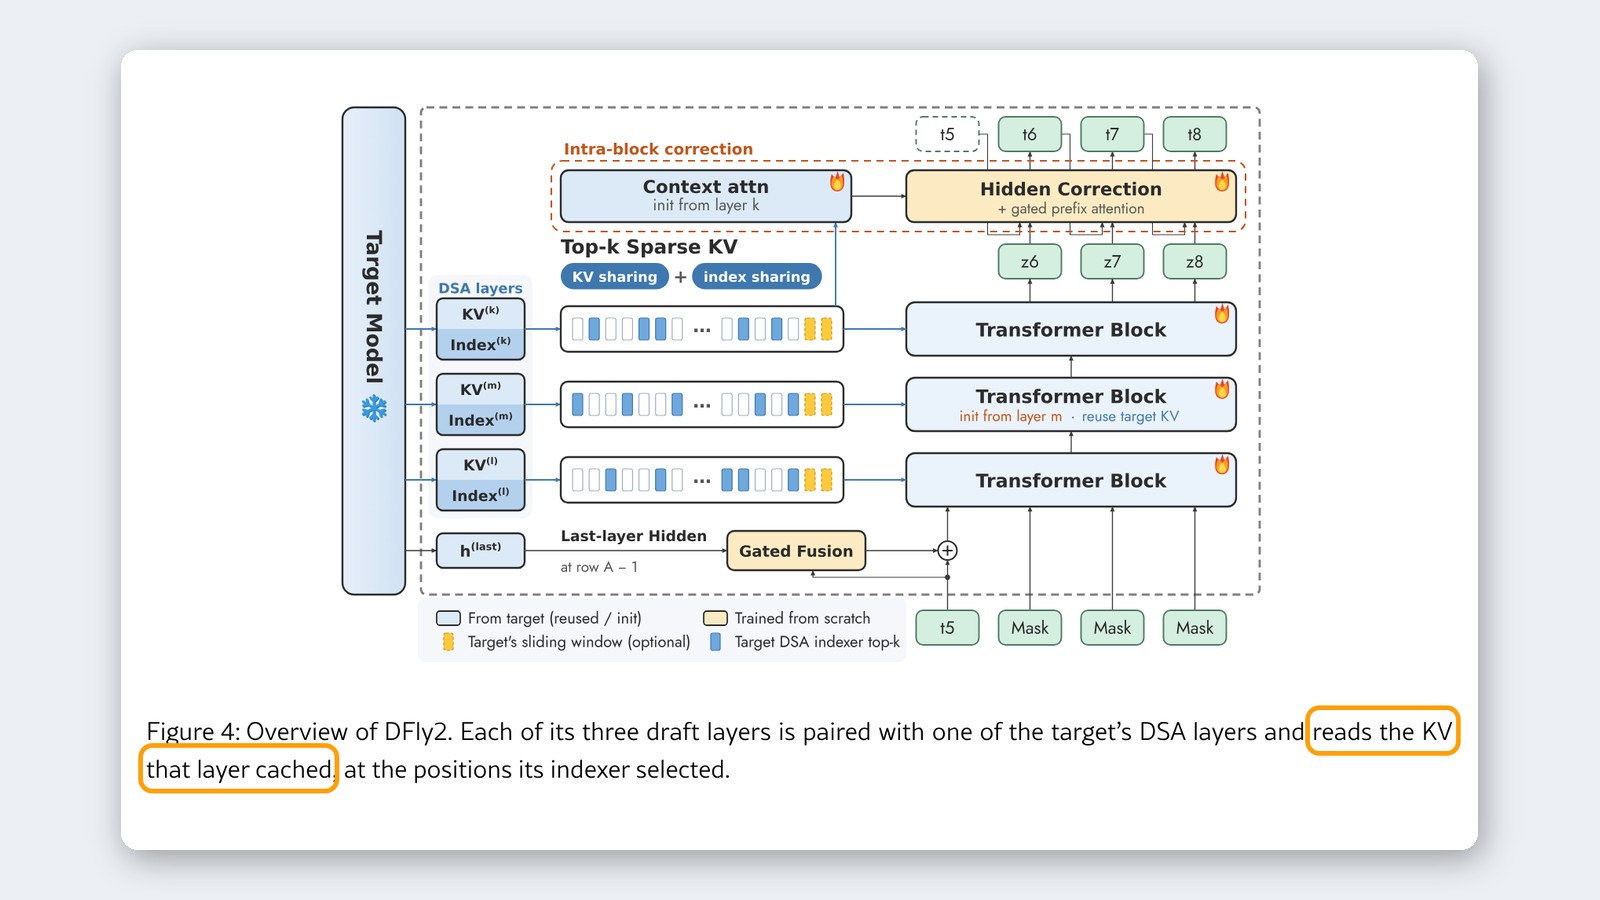 Target Model
t5
t6
t7
t8
Intra-block correction
Context attn
init from layer k
Hidden Correction
+ gated prefix attention
Top-k Sparse KV
KV sharing + index sharing
z6
z7
z8
DSA layers
KV(k)
Index(k)
...
Transformer Block
KV(m)
Index(m)
...
Transformer Block
init from layer m · reuse target KV
KV(l)
Index(l)
...
Transformer Block
h(last)
Last-layer Hidden
at row A − 1
Gated Fusion
+
From target (reused / init)
Trained from scratch
Target's sliding window (optional)
Target DSA indexer top-k
t5
Mask
Mask
Mask
Figure 4: Overview of DFly2. Each of its three draft layers is paired with one of the target’s DSA layers and reads the KV
that layer cached, at the positions its indexer selected.